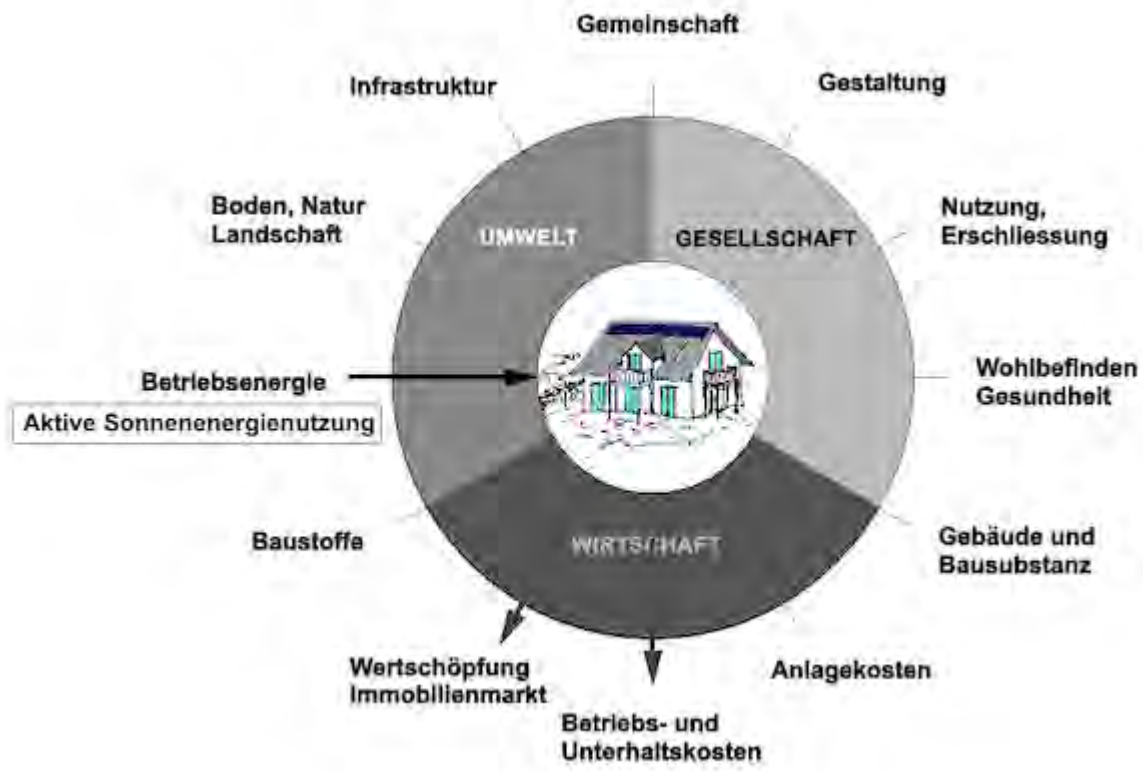 Gemeinschaft
Infrastruktur
Gestaltung
Boden, Natur
Landschaft
UMWELT
GESELLSCHAFT
Nutzung,
Erschliessung
Betriebsenergie
Aktive Sonnenenergienutzung
Wohlbefinden
Gesundheit
Baustoffe
WIRTSCHAFT
Gebäude und
Bausubstanz
Wertschöpfung
Immobilienmarkt
Anlagekosten
Betriebs- und
Unterhaltskosten